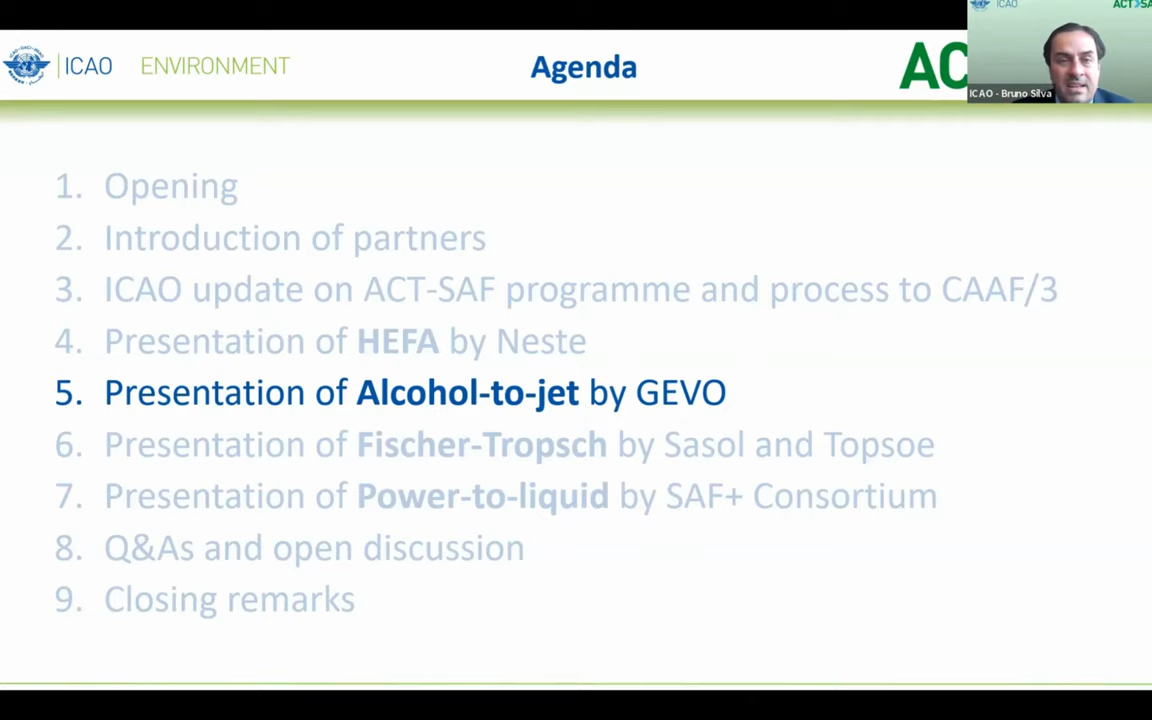 ICAO
ACT
ICAO ENVIRONMENT
Agenda
AC
ICAO - Bruno Silva
1. Opening
2. Introduction of partners
3. ICAO update on ACT-SAF programme and process to CAAF/3
4. Presentation of HEFA by Neste
5. Presentation of Alcohol-to-jet by GEVO
6. Presentation of Fischer-Tropsch by Sasol and Topsoe
7. Presentation of Power-to-liquid by SAF+ Consortium
8. Q&As and open discussion
9. Closing remarks